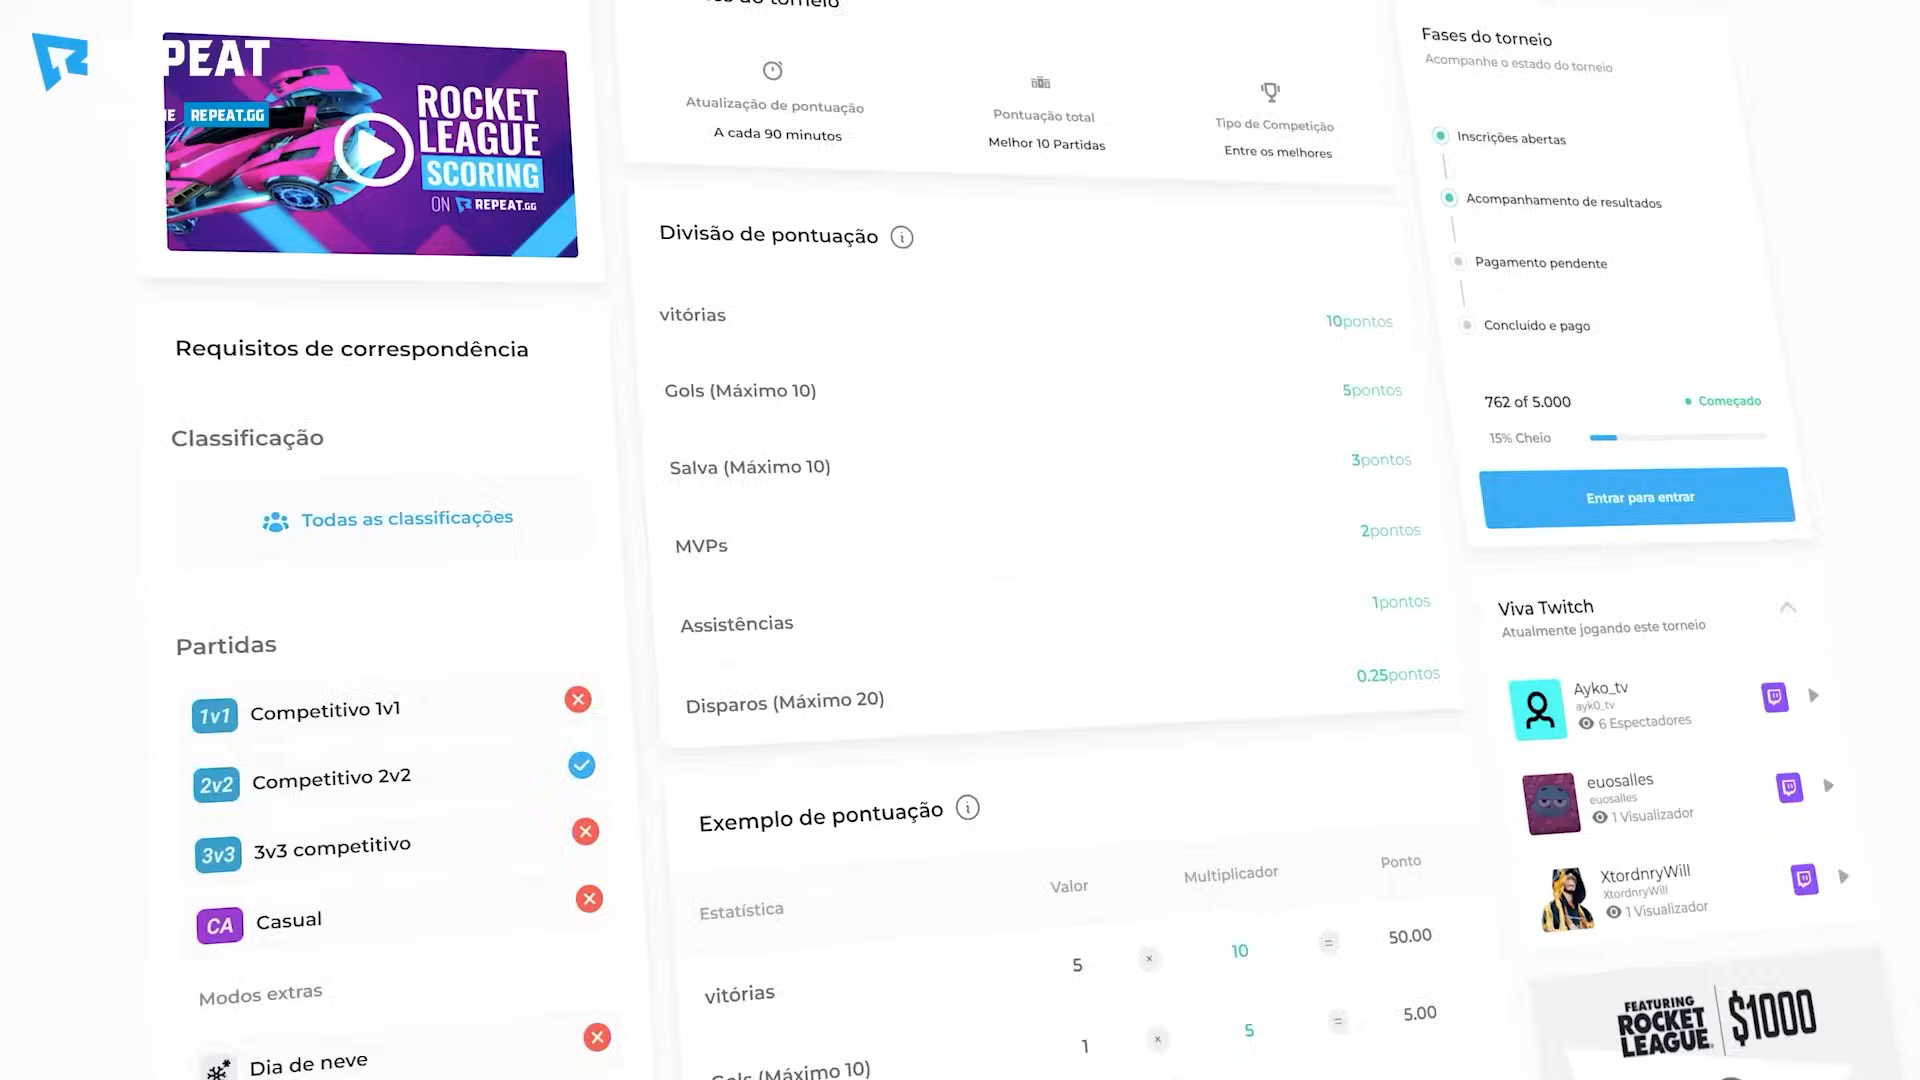 PEAT
REPEAT.GG
ROCKET
LEAGUE
SCORING
ON REPEAT.GG
Requisitos de correspondência
Classificação
Todas as classificações
Partidas
1v1 Competitivo 1v1
2v2 Competitivo 2v2
3v3 3v3 competitivo
CA Casual
Modos extras
Dia de neve
do torneio
Atualização de pontuação
A cada 90 minutos
Pontuação total
Melhor 10 Partidas
Tipo de Competição
Entre os melhores
Divisão de pontuação
vitórias 10pontos
Gols (Máximo 10) 5pontos
Salva (Máximo 10) 3pontos
MVPs 2pontos
Assistências 1pontos
Disparos (Máximo 20) 0.25pontos
Exemplo de pontuação
Estatística Valor Multiplicador Ponto
vitórias 5 × 10 = 50.00
Gols (Máximo 10) 1 × 5 = 5.00
Fases do torneio
Acompanhe o estado do torneio
Inscrições abertas
Acompanhamento de resultados
Pagamento pendente
Concluído e pago
762 of 5.000 Começado
15% Cheio
Entrar para entrar
Viva Twitch
Atualmente jogando este torneio
Ayko_tv
ayk0_tv
6 Espectadores
euosalles
euosalles
1 Visualizador
XtordnryWill
XtordnryWill
1 Visualizador
FEATURING
ROCKET
LEAGUE
$1000